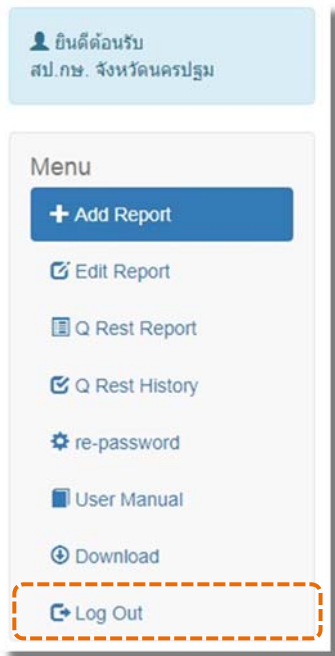 ยินดีต้อนรับ
สป.กษ. จังหวัดนครปฐม
Menu
Add Report
Edit Report
Q Rest Report
Q Rest History
re-password
User Manual
Download
Log Out